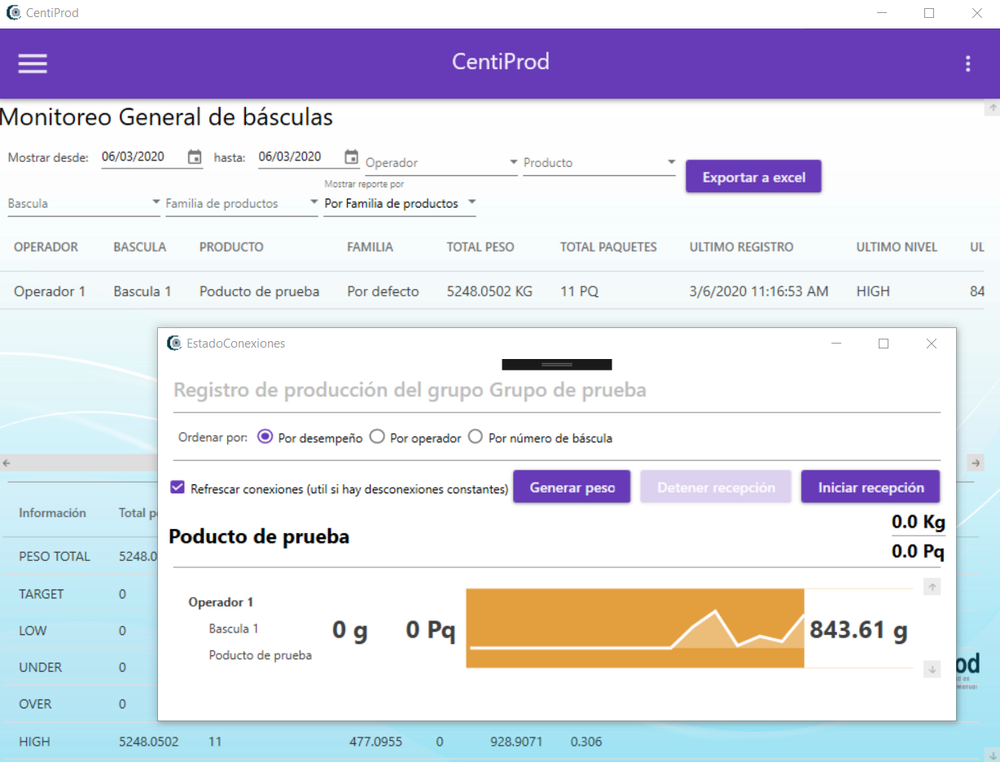 CentiProd
CentiProd
Monitoreo General de básculas
Mostrar desde: 06/03/2020 hasta: 06/03/2020 Operador Producto
Exportar a excel
Mostrar reporte por
Bascula Familia de productos Por Familia de productos
OPERADOR BASCULA PRODUCTO FAMILIA TOTAL PESO TOTAL PAQUETES ULTIMO REGISTRO ULTIMO NIVEL UL
Operador 1 Bascula 1 Poducto de prueba Por defecto 5248.0502 KG 11 PQ 3/6/2020 11:16:53 AM HIGH 84
EstadoConexiones
Registro de producción del grupo Grupo de prueba
Ordenar por: Por desempeño Por operador Por número de báscula
Refrescar conexiones (util si hay desconexiones constantes) Generar peso Detener recepción Iniciar recepción
Poducto de prueba
0.0 Kg
0.0 Pq
Operador 1
Bascula 1
Poducto de prueba
0 g 0 Pq 843.61 g
Información Total p
PESO TOTAL 5248.0
TARGET 0
LOW 0
UNDER 0
OVER 0
HIGH 5248.0502 11 477.0955 0 928.9071 0.306
od